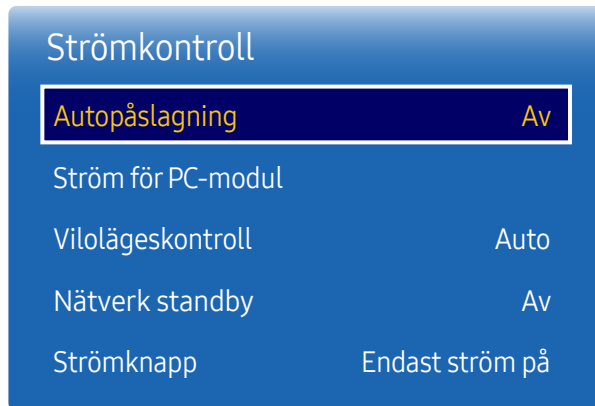 Strömkontroll
Autopåslagning Av
Ström för PC-modul
Vilolägeskontroll Auto
Nätverk standby Av
Strömknapp Endast ström på